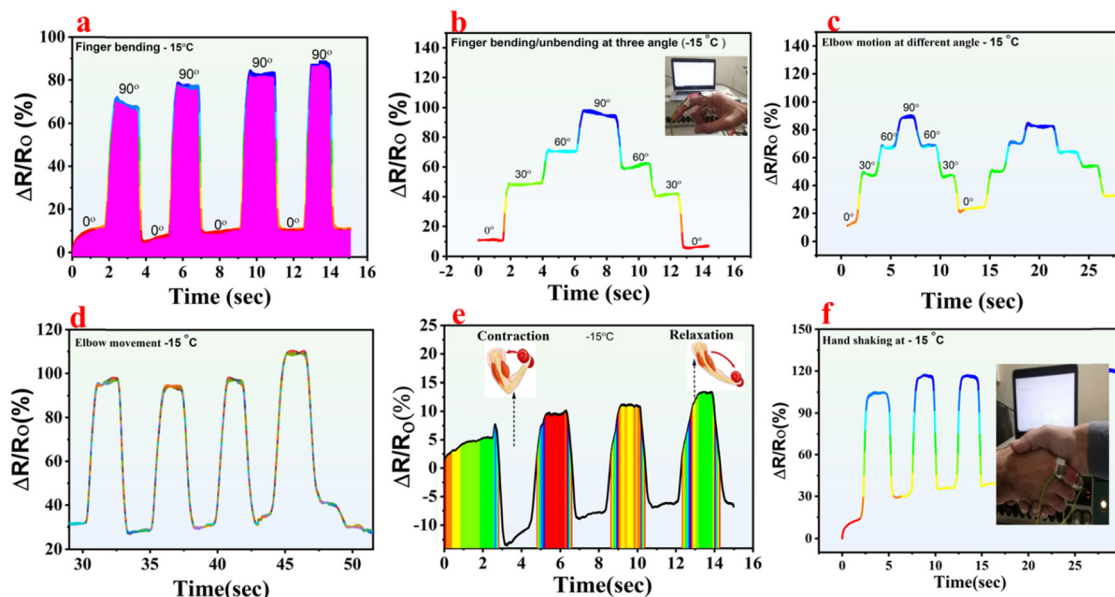 a
Finger bending - 15°C
100
80
60
40
20
0
ΔR/Ro (%)
0° 90° 0° 90° 0° 90° 0° 90°
0 2 4 6 8 10 12 14 16
Time (sec)
b
Finger bending/unbending at three angle (-15 °C )
140
120
100
80
60
40
20
0
ΔR/Ro (%)
0° 30° 60° 90° 60° 30° 0°
-2 0 2 4 6 8 10 12 14 16
Time (sec)
c
Elbow motion at different angle - 15 °C
140
120
100
80
60
40
20
0
ΔR/Ro (%)
0° 30° 60° 90° 60° 30° 0°
0 5 10 15 20 25
Time (sec)
d
Elbow movement -15 °C
120
100
80
60
40
20
ΔR/Ro(%)
30 35 40 45 50
Time(sec)
e
Contraction
-15°C
Relaxation
25
20
15
10
5
0
-5
-10
ΔR/RO(%)
0 2 4 6 8 10 12 14 16
Time(sec)
f
Hand shaking at - 15 °C
150
120
90
60
30
0
ΔR/Ro(%)
0 5 10 15 20 25
Time(sec)